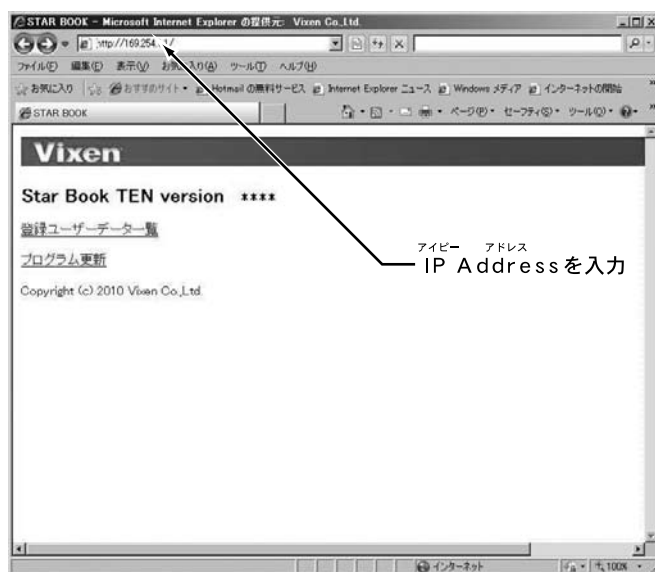 STAR BOOK - Microsoft Internet Explorer の提供元: Vixen Co.,Ltd.
ファイル(F) 編集(E) 表示(V) お気に入り(A) ツール(T) ヘルプ(H)
お気に入り おすすめサイト Hotmail の無料サービス Internet Explorer ニュース Windows メディア インターネットの開始
STAR BOOK ページ(P) セーフティ(S) ツール(O)
Vixen
Star Book TEN version ****
登録ユーザーデータ一覧
プログラム更新
Copyright (c) 2010 Vixen Co.,Ltd.
アイピー アドレス
IP Addressを入力
インターネット 100%